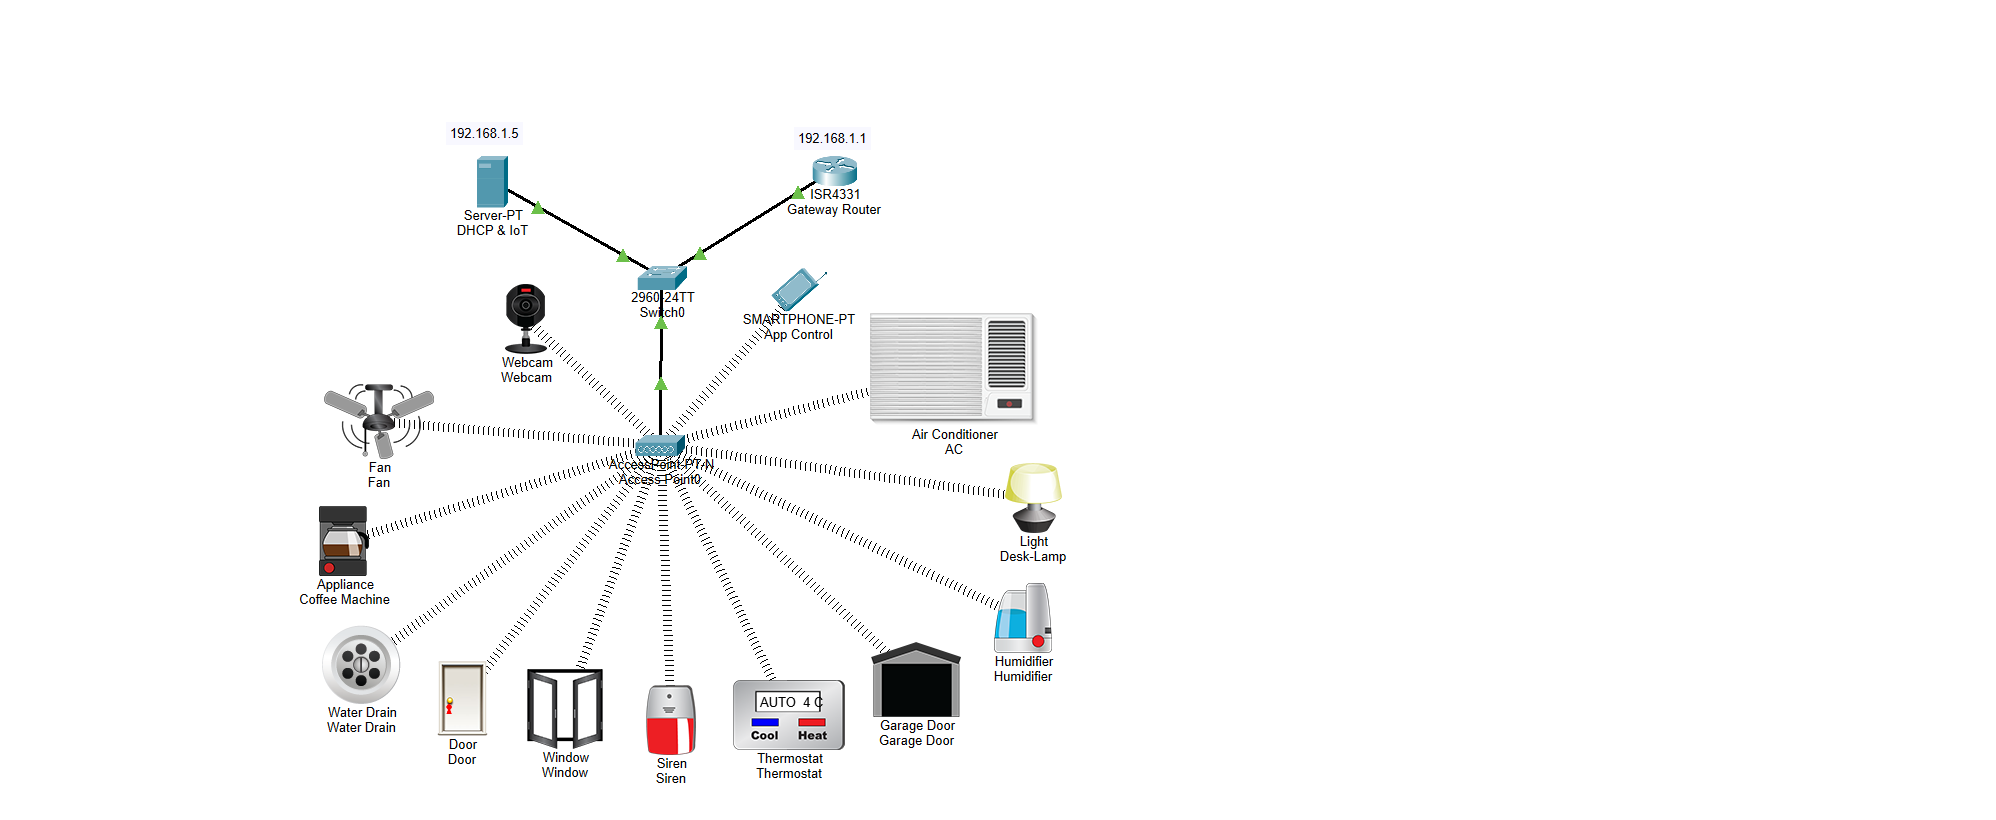 192.168.1.5
192.168.1.1
Server-PT
DHCP & IoT
ISR4331
Gateway Router
2960-24TT
Switch0
SMARTPHONE-PT
App Control
Webcam
Webcam
Air Conditioner
AC
Fan
Fan
AccessPoint-PT-N
Access Point0
Light
Desk-Lamp
Appliance
Coffee Machine
Humidifier
Humidifier
Water Drain
Water Drain
Door
Door
Window
Window
Siren
Siren
AUTO 4 C
Cool Heat
Thermostat
Thermostat
Garage Door
Garage Door